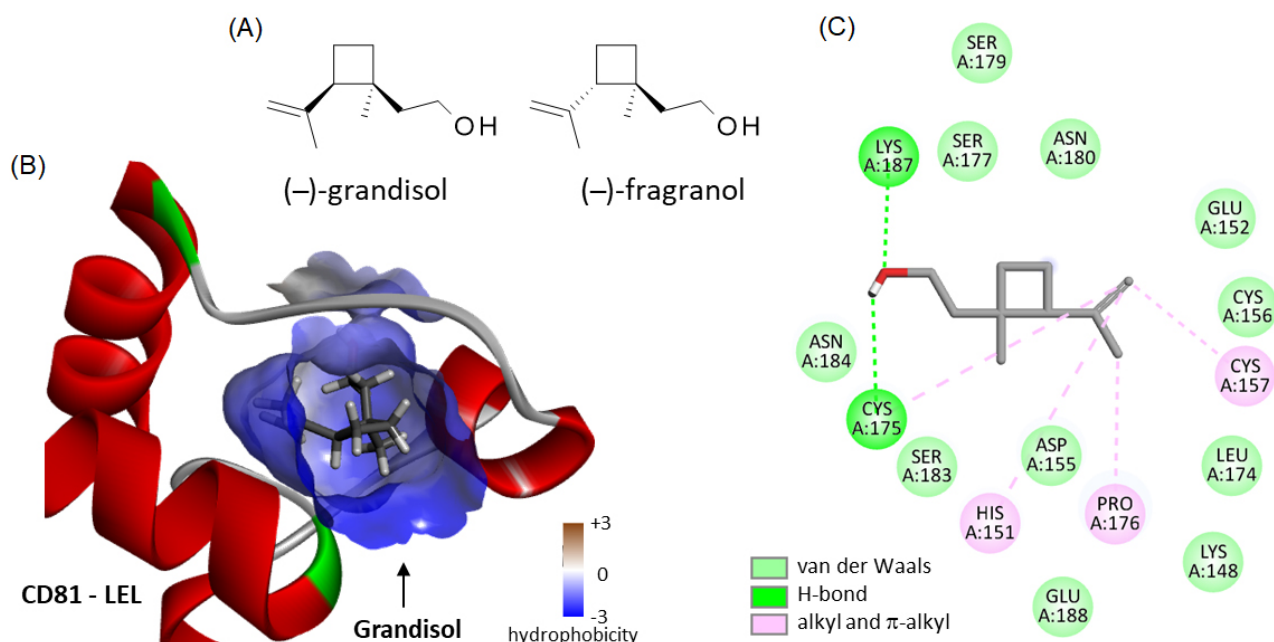 (A)
OH
OH
(–)-grandisol
(–)-fragranol
(B)
CD81 - LEL
Grandisol
+3
0
-3
hydrophobicity
(C)
SER
A:179
LYS
A:187
SER
A:177
ASN
A:180
GLU
A:152
CYS
A:156
ASN
A:184
CYS
A:157
CYS
A:175
SER
A:183
ASP
A:155
LEU
A:174
HIS
A:151
PRO
A:176
LYS
A:148
GLU
A:188
van der Waals
H-bond
alkyl and π-alkyl